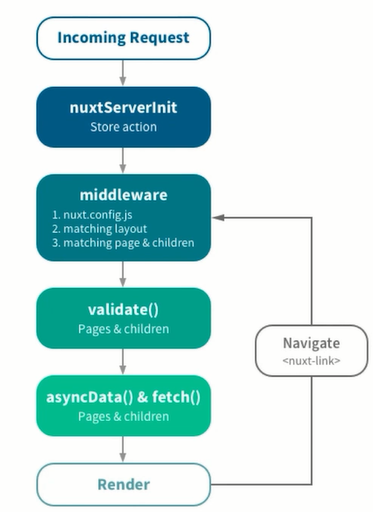 Incoming Request
nuxtServerInit
Store action
middleware
1. nuxt.config.js
2. matching layout
3. matching page & children
validate()
Pages & children
Navigate
<nuxt-link>
asyncData() & fetch()
Pages & children
Render